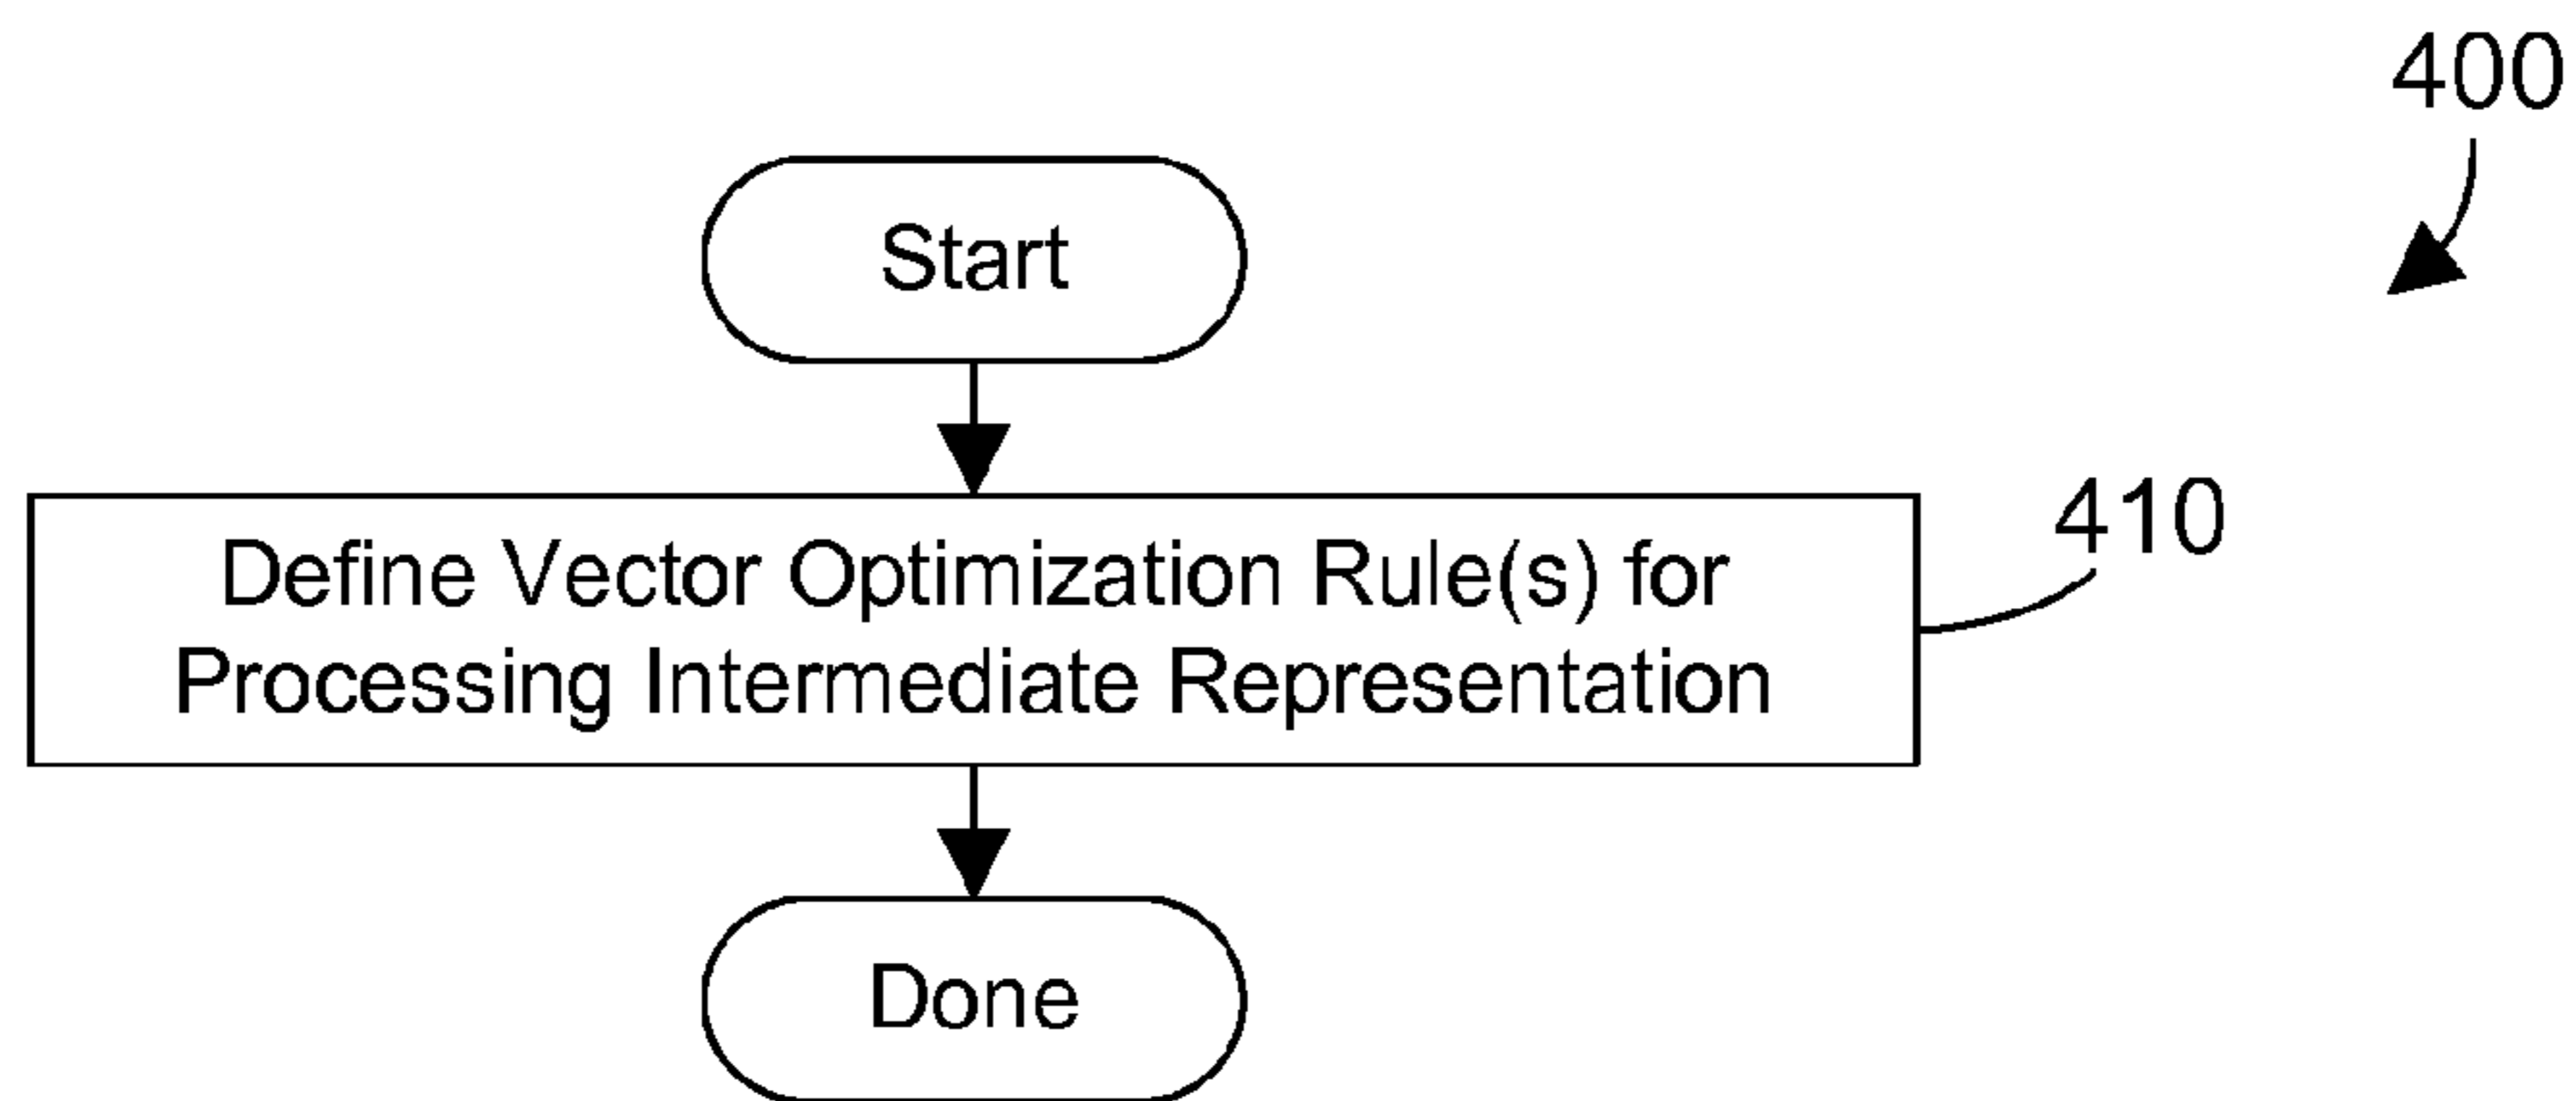 400
Start
410
Define Vector Optimization Rule(s) for
Processing Intermediate Representation
Done